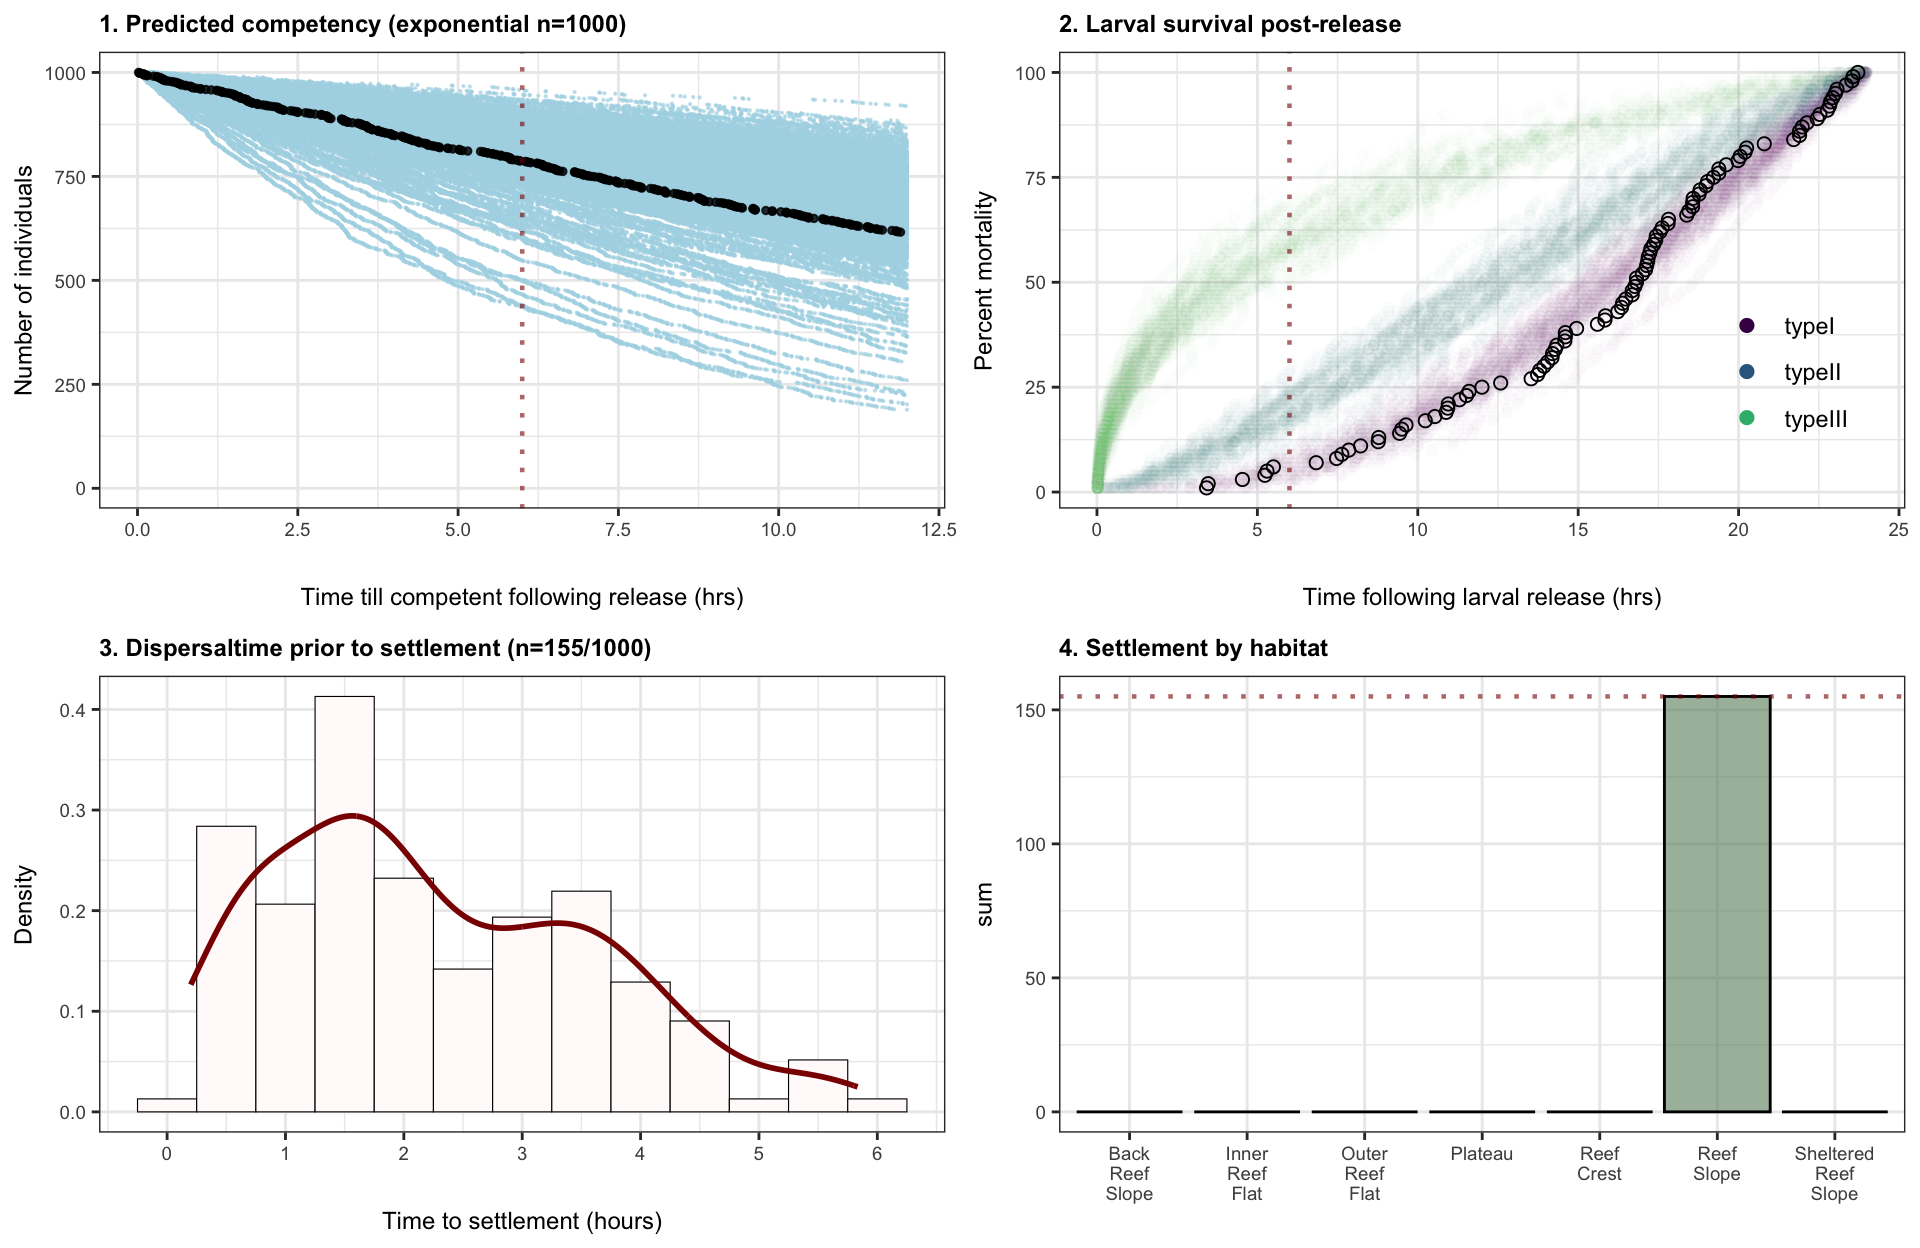 1. Predicted competency (exponential n=1000)
Number of individuals
1000
750
500
250
0
0.0 2.5 5.0 7.5 10.0 12.5
Time till competent following release (hrs)
2. Larval survival post-release
Percent mortality
100
75
50
25
0
typeI
typeII
typeIII
0 5 10 15 20 25
Time following larval release (hrs)
3. Dispersaltime prior to settlement (n=155/1000)
Density
0.4
0.3
0.2
0.1
0.0
0 1 2 3 4 5 6
Time to settlement (hours)
4. Settlement by habitat
sum
150
100
50
0
Back
Reef
Slope
Inner
Reef
Flat
Outer
Reef
Flat
Plateau
Reef
Crest
Reef
Slope
Sheltered
Reef
Slope